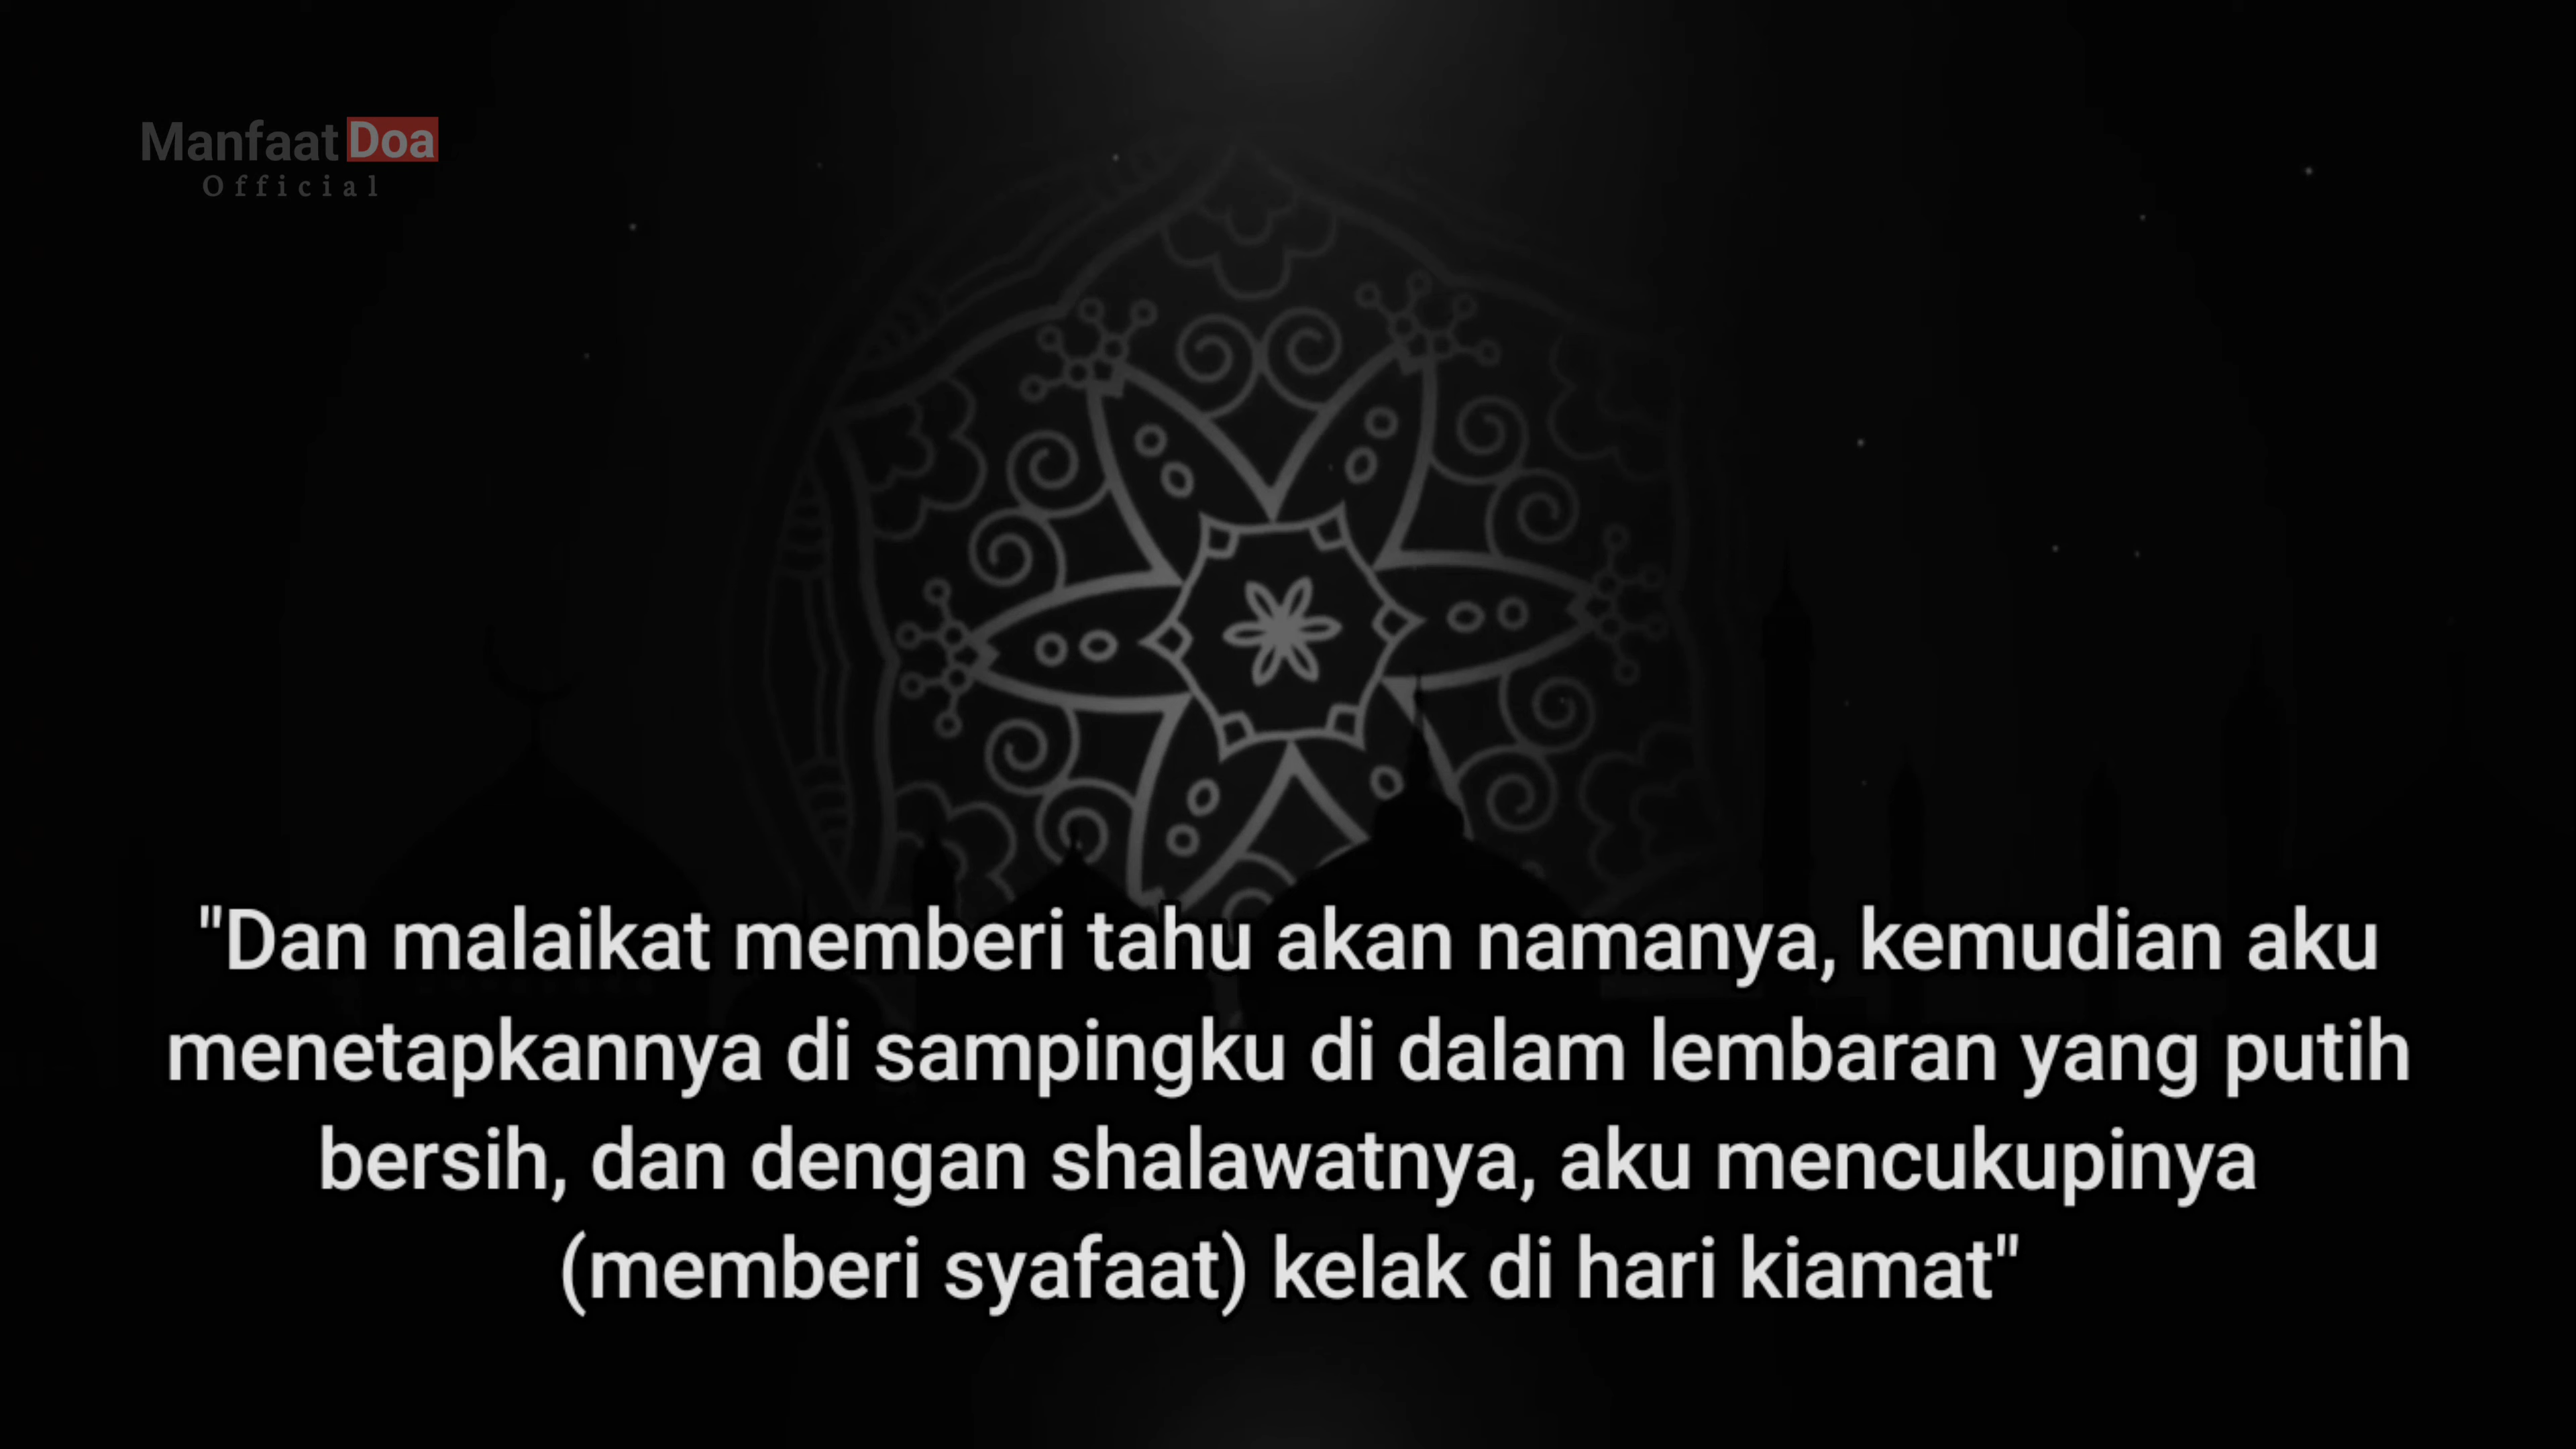 Manfaat Doa
Official
"Dan malaikat memberi tahu akan namanya, kemudian aku
menetapkannya di sampingku di dalam lembaran yang putih
bersih, dan dengan shalawatnya, aku mencukupinya
(memberi syafaat) kelak di hari kiamat"